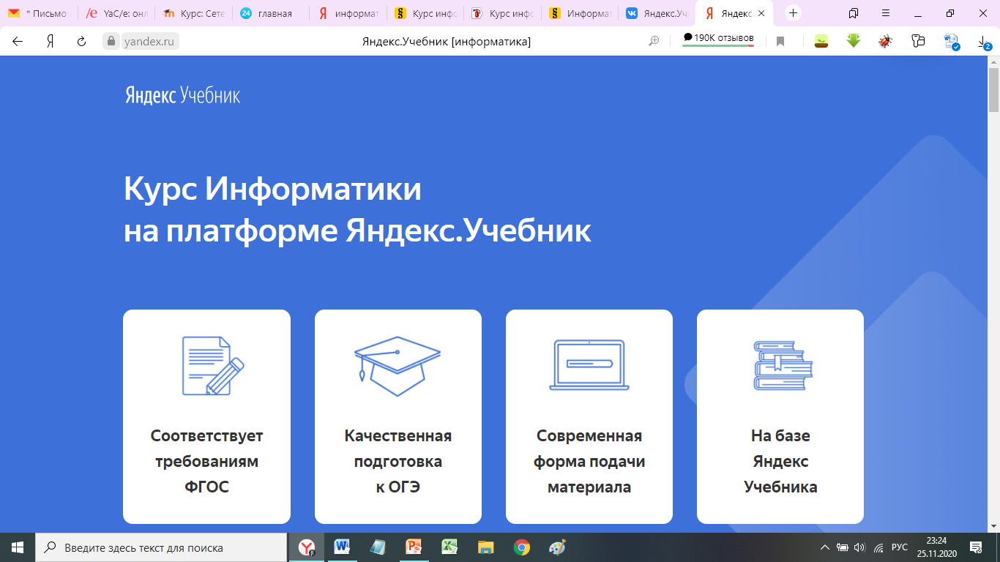 * Письмо
YaC/e: онл
Курс: Сете
24 главная
Я информат
§ Курс инфо
Курс инфо
§ Информат
Яндекс.Уч
Я Яндекс.
Я yandex.ru
Яндекс.Учебник [информатика]
190К отзывов
2
Яндекс Учебник
Курс Информатики
на платформе Яндекс.Учебник
Соответствует
требованиям
ФГОС
Качественная
подготовка
к ОГЭ
Современная
форма подачи
материала
На базе
Яндекс
Учебника
Введите здесь текст для поиска
РУС
23:24
25.11.2020